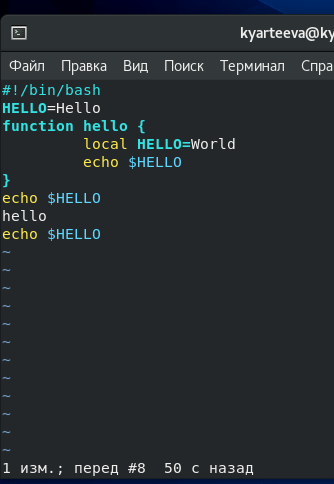 kyarteeva@ky
Файл Правка Вид Поиск Терминал Спра
#!/bin/bash
HELLO=Hello
function hello {
        local HELLO=World
        echo $HELLO
}
echo $HELLO
hello
echo $HELLO
~
~
~
~
~
~
~
~
~
~
~
~
1 изм.; перед #8  50 с назад